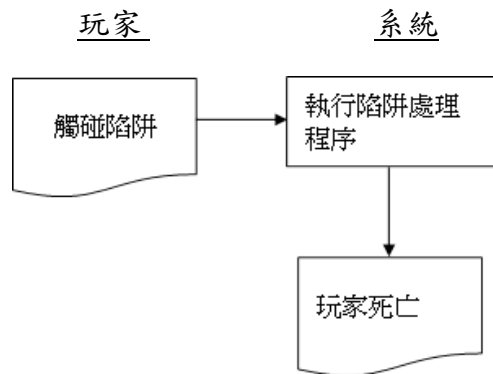 玩家
系統
觸碰陷阱
執行陷阱處理
程序
玩家死亡